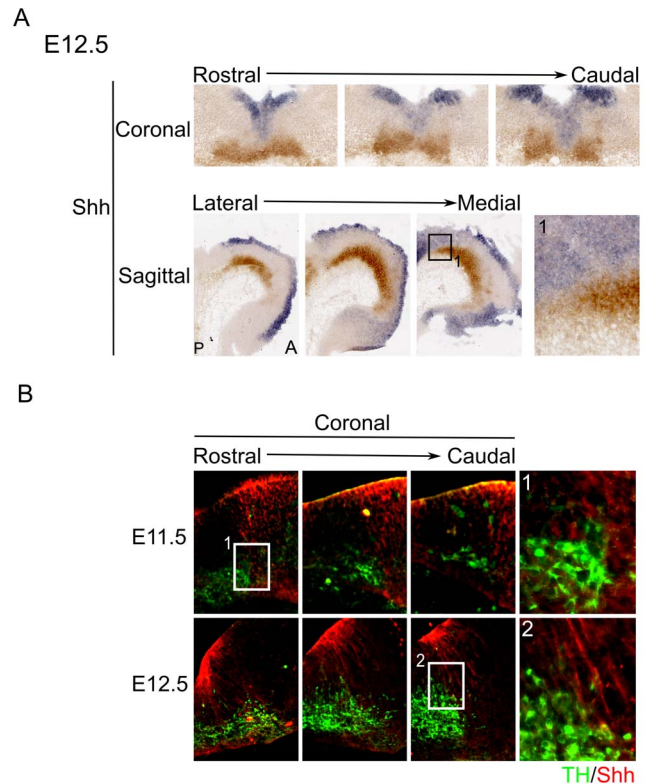 A
E12.5
Rostral Caudal
Coronal
Shh
Lateral Medial
1
1
Sagittal
P A
B
Coronal
Rostral Caudal
E11.5
1
1
E12.5
2
2
TH/Shh